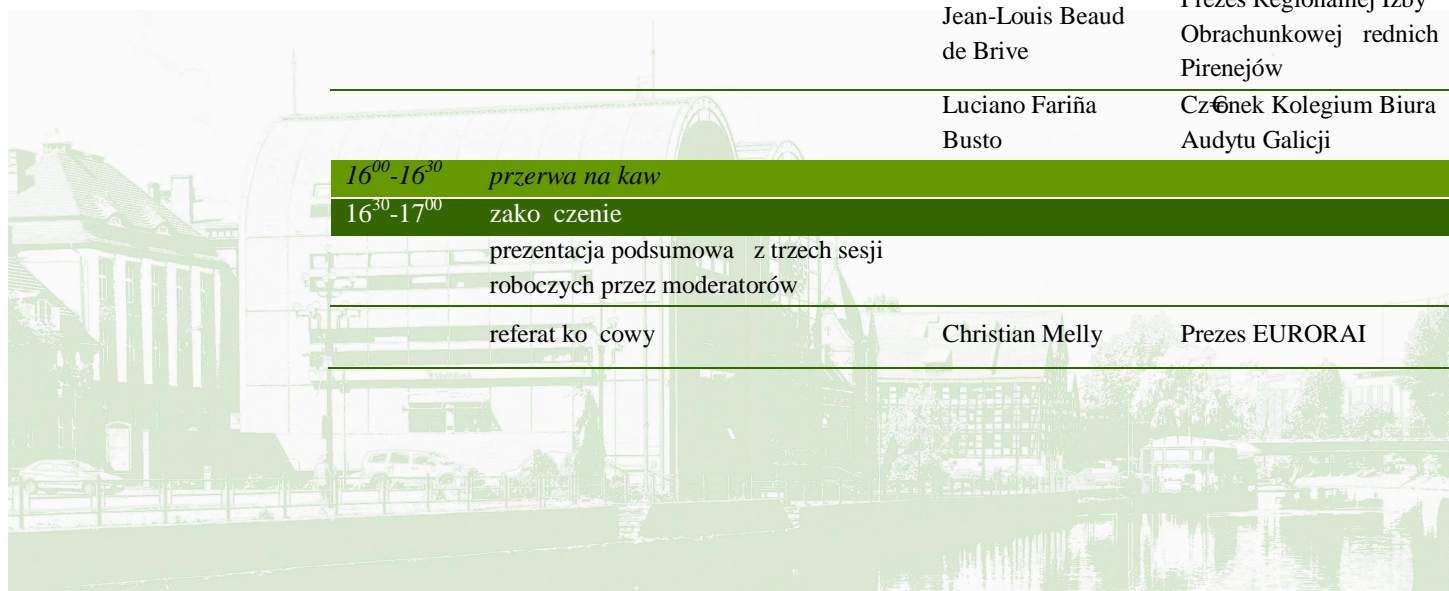 Jean-Louis Beaud
de Brive
Prezes Regionalnej Izby
Obrachunkowej rednich
Pirenejów
Luciano Fariña
Busto
Kolegium Biura
Audytu Galicji
16⁰⁰-16³⁰ przerwa na kaw
16³⁰-17⁰⁰ zako czenie
prezentacja podsumowa z trzech sesji
roboczych przez moderatorów
referat ko cowy Christian Melly Prezes EURORAI